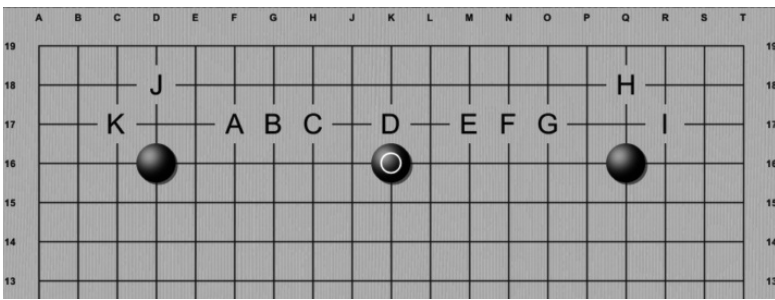 A B C D E F G H J K L M N O P Q R S T
19 19
18 J H 18
17 K A B C D E F G I 17
16 16
15 15
14 14
13 13